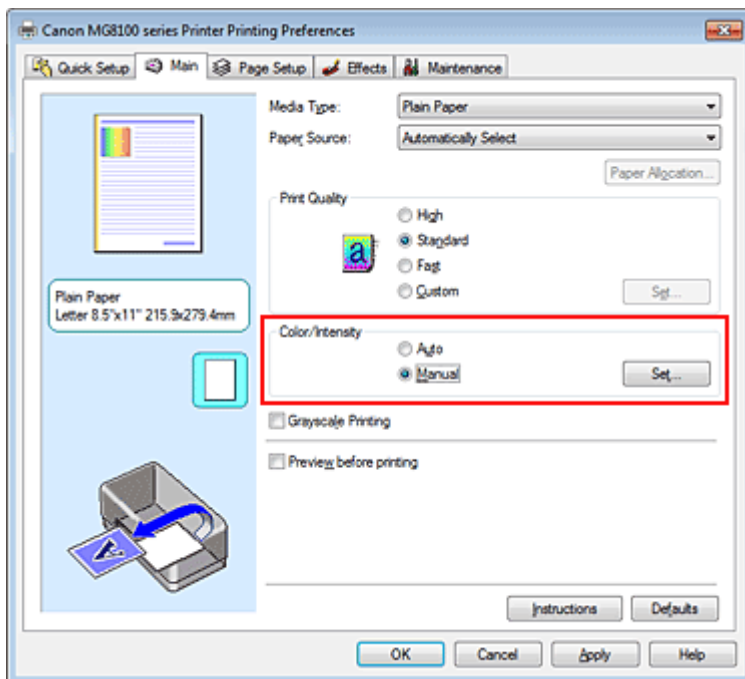 Canon MG8100 series Printer Printing Preferences
Quick Setup Main Page Setup Effects Maintenance
Media Type: Plain Paper
Paper Source: Automatically Select
Paper Allocation...
Print Quality
High
a Standard
Fast
Custom Set...
Plain Paper
Letter 8.5"x11" 215.9x279.4mm
Color/Intensity
Auto
Manual Set...
Grayscale Printing
Preview before printing
A
Instructions Defaults
OK Cancel Apply Help